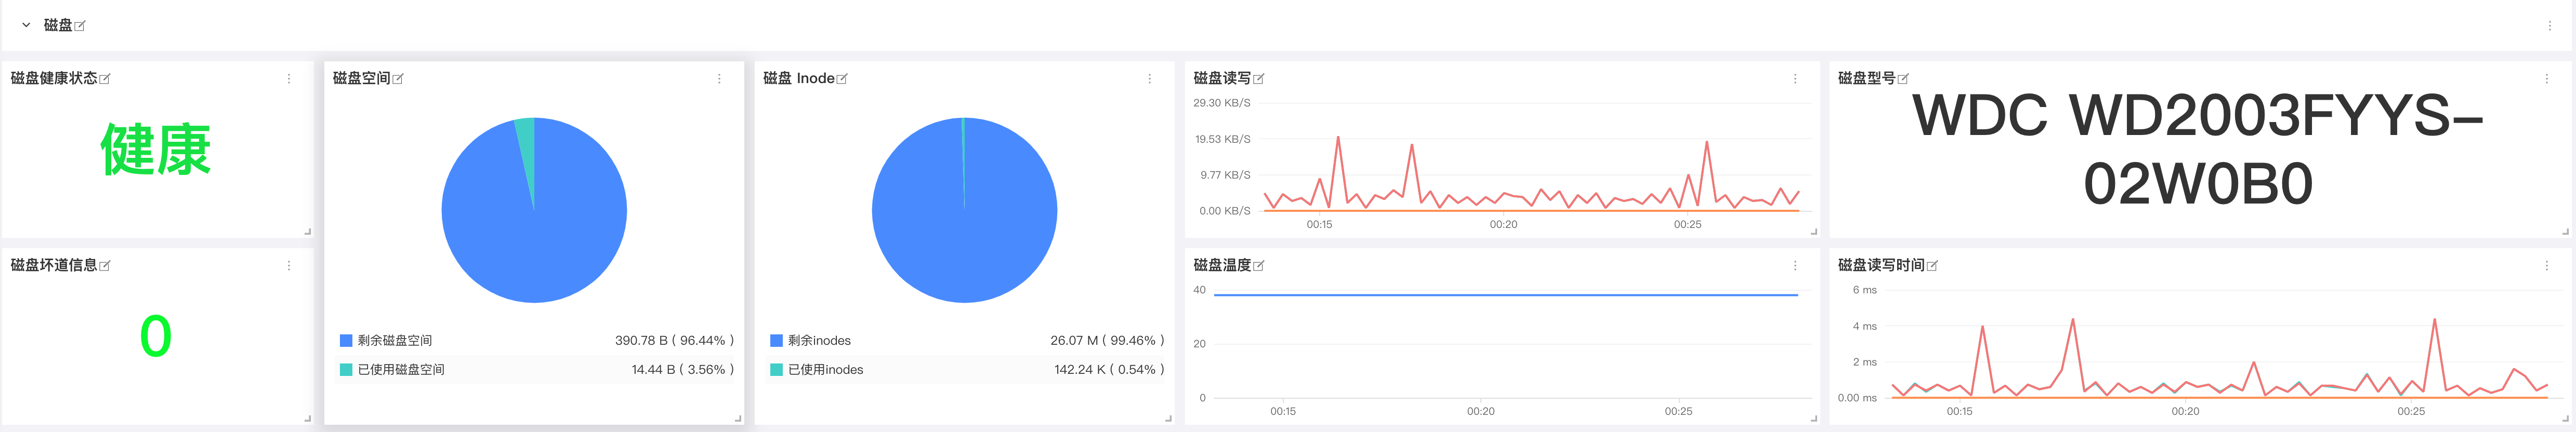 磁盘
磁盘健康状态
健康
磁盘坏道信息
0
磁盘空间
剩余磁盘空间 390.78 B ( 96.44% )
已使用磁盘空间 14.44 B ( 3.56% )
磁盘 Inode
剩余inodes 26.07 M ( 99.46% )
已使用inodes 142.24 K ( 0.54% )
磁盘读写
29.30 KB/S
19.53 KB/S
9.77 KB/S
0.00 KB/S
00:15 00:20 00:25
磁盘温度
40
20
0
00:15 00:20 00:25
磁盘型号
WDC WD2003FYYS-
02W0B0
磁盘读写时间
6 ms
4 ms
2 ms
0.00 ms
00:15 00:20 00:25